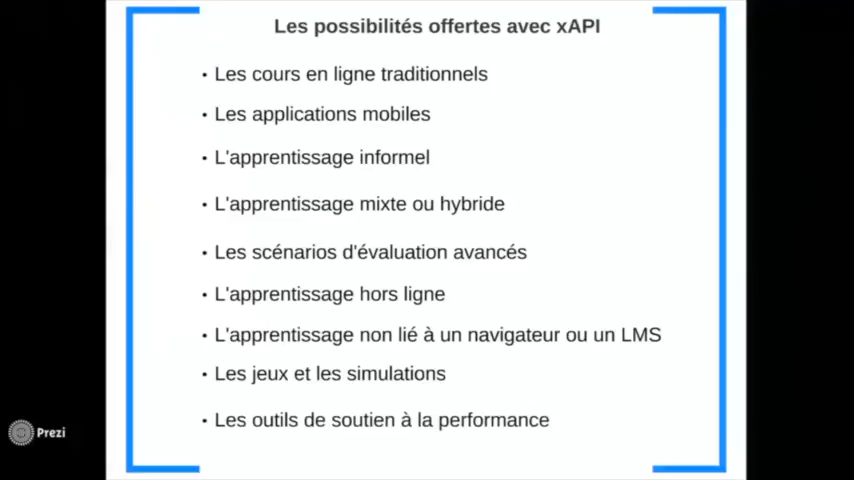 Les possibilités offertes avec xAPI
• Les cours en ligne traditionnels
• Les applications mobiles
• L'apprentissage informel
• L'apprentissage mixte ou hybride
• Les scénarios d'évaluation avancés
• L'apprentissage hors ligne
• L'apprentissage non lié à un navigateur ou un LMS
• Les jeux et les simulations
• Les outils de soutien à la performance
Prezi